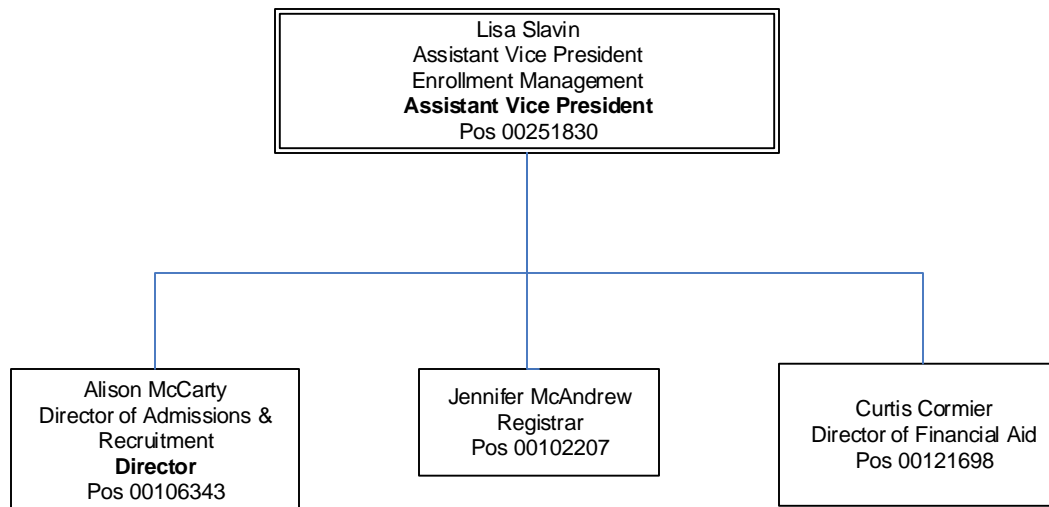 Lisa Slavin
Assistant Vice President
Enrollment Management
Assistant Vice President
Pos 00251830
Alison McCarty
Director of Admissions &
Recruitment
Director
Pos 00106343
Jennifer McAndrew
Registrar
Pos 00102207
Curtis Cormier
Director of Financial Aid
Pos 00121698